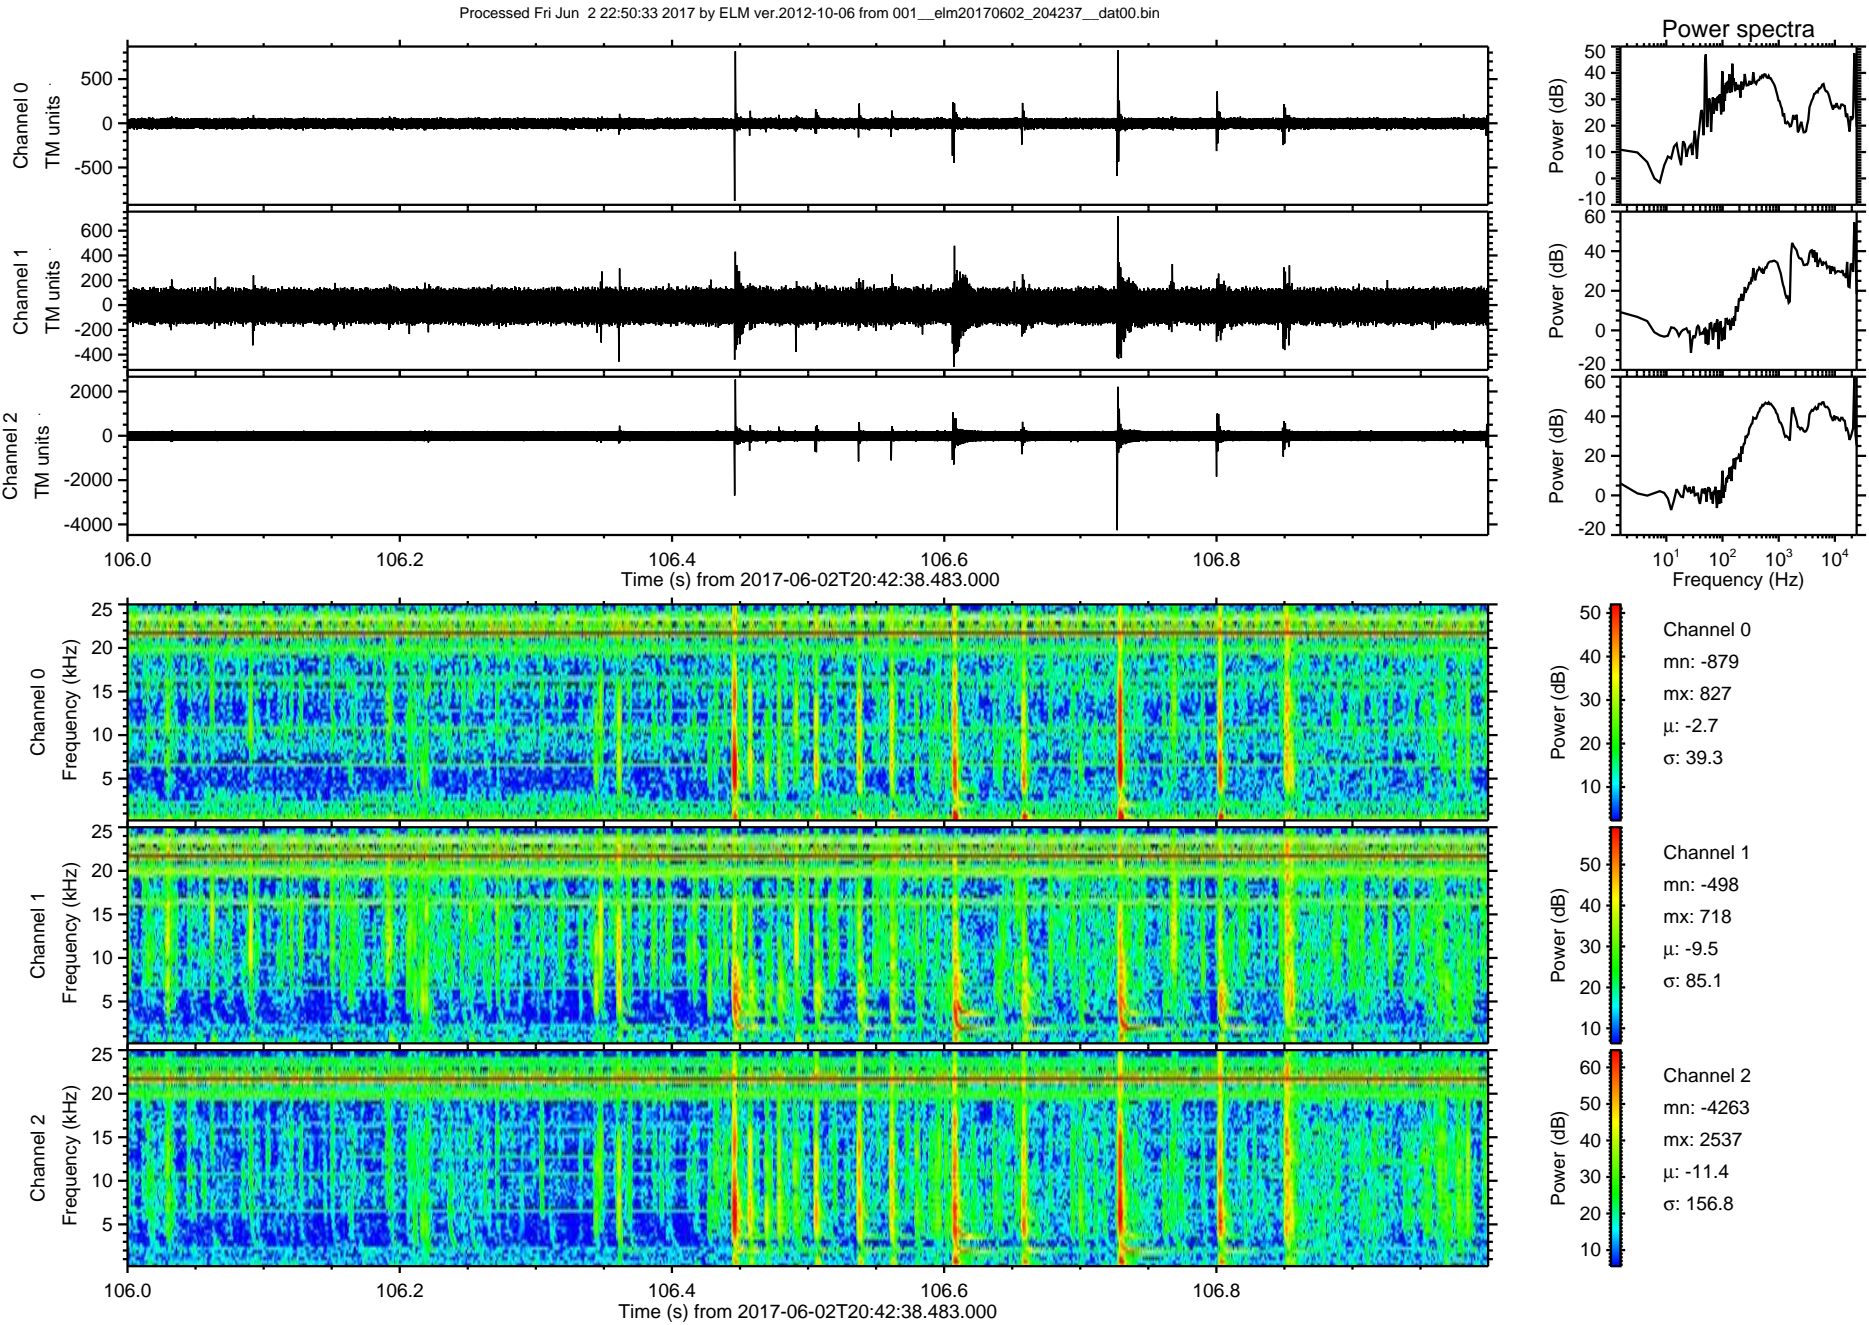 Processed Fri Jun  2 22:50:33 2017 by ELM ver.2012-10-06 from 001__elm20170602_204237__dat00.bin
Power spectra
Channel 0
TM units
500
0
-500
Power (dB)
50
40
30
20
10
0
-10
Channel 1
TM units
600
400
200
0
-200
-400
Power (dB)
60
40
20
0
-20
Channel 2
TM units
2000
0
-2000
-4000
Power (dB)
60
40
20
0
-20
106.0
106.2
106.4
106.6
106.8
Time (s) from 2017-06-02T20:42:38.483.000
10^1
10^2
10^3
10^4
Frequency (Hz)
Channel 0
Frequency (kHz)
25
20
15
10
5
Power (dB)
50
40
30
20
10
Channel 0
mn: -879
mx: 827
μ: -2.7
σ: 39.3
Channel 1
Frequency (kHz)
25
20
15
10
5
Power (dB)
50
40
30
20
10
Channel 1
mn: -498
mx: 718
μ: -9.5
σ: 85.1
Channel 2
Frequency (kHz)
25
20
15
10
5
Power (dB)
60
50
40
30
20
10
Channel 2
mn: -4263
mx: 2537
μ: -11.4
σ: 156.8
106.0
106.2
106.4
106.6
106.8
Time (s) from 2017-06-02T20:42:38.483.000